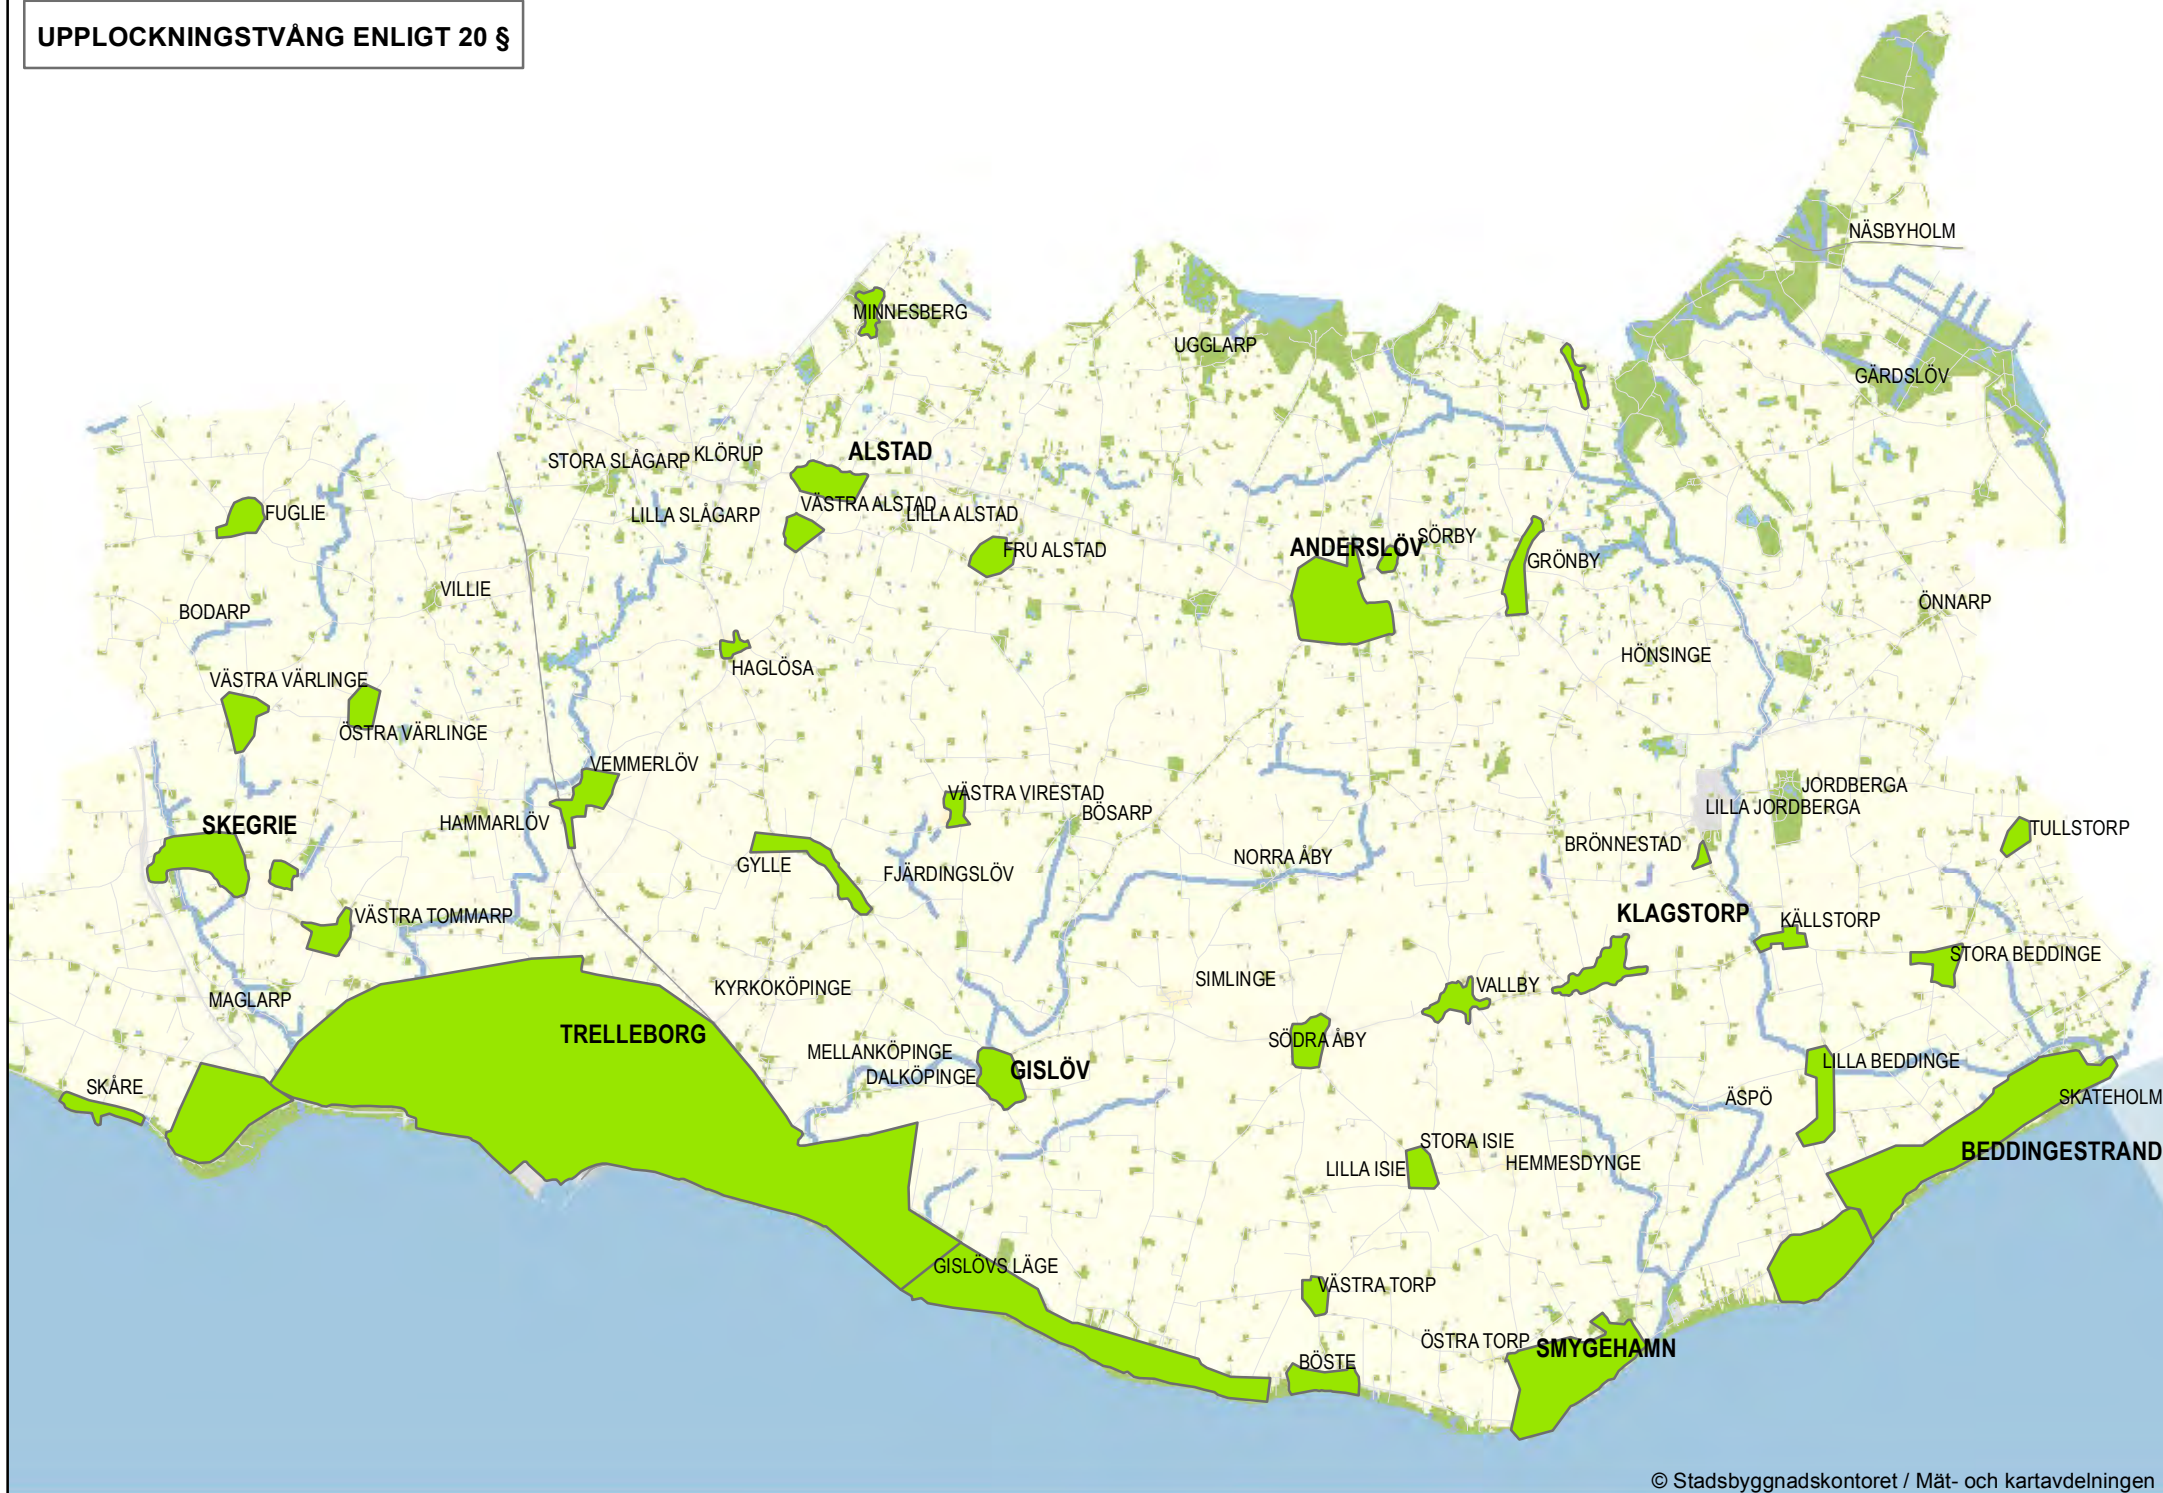 UPPLOCKNINGSTVÅNG ENLIGT 20 §
NÄSBYHOLM
MINNESBERG
UGGLARP
GÄRDSLÖV
ALSTAD
KLÖRUP
STORA SLÅGARP
VÄSTRA ALSTAD
LILLA ALSTAD
FUGLIE
LILLA SLÅGARP
FRU ALSTAD
ANDERSLÖV
SÖRBY
GRÖNBY
VILLIE
ÖNNARP
BODARP
HÖNSINGE
HAGLÖSA
VÄSTRA VÄRLINGE
ÖSTRA VÄRLINGE
VEMMERLÖV
JORDBERGA
VÄSTRA VIRESTAD
LILLA JORDBERGA
BÖSARP
SKEGRIE
HAMMARLÖV
TULLSTORP
BRÖNNESTAD
NORRA ÅBY
GYLLE
FJÄRDINGSLÖV
VÄSTRA TOMMARP
KLAGSTORP
KÄLLSTORP
STORA BEDDINGE
SIMLINGE
VALLBY
KYRKOKÖPINGE
MAGLARP
TRELLEBORG
SÖDRA ÅBY
MELLANKÖPINGE
LILLA BEDDINGE
GISLÖV
DALKÖPINGE
SKÅRE
ÄSPÖ
SKATEHOLM
STORA ISIE
BEDDINGESTRAND
HEMMESDYNGE
LILLA ISIE
GISLÖVS LÄGE
VÄSTRA TORP
ÖSTRA TORP
SMYGEHAMN
BÖSTE
© Stadsbyggnadskontoret / Mät- och kartavdelningen